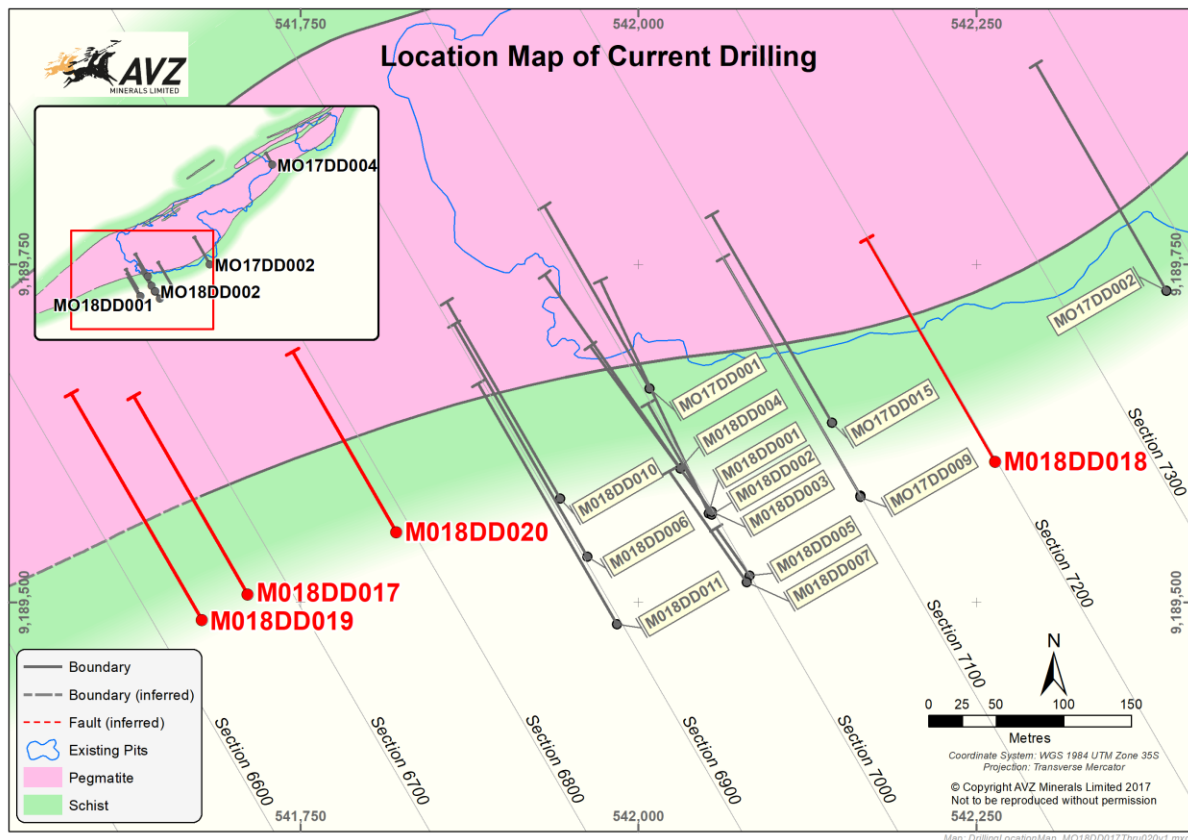 541,750
542,000
542,250
Location Map of Current Drilling
AVZ
MINERALS LIMITED
MO17DD004
MO17DD002
MO18DD002
MO18DD001
9,189,750
9,189,750
MO17DD002
MO17DD001
M018DD004
MO17DD015
M018DD001
M018DD002
M018DD003
MO17DD009
M018DD010
M018DD006
M018DD005
M018DD007
M018DD011
M018DD018
M018DD020
M018DD017
M018DD019
9,189,500
9,189,500
Section 7300
Section 7200
Section 7100
Section 7000
Section 6900
Section 6800
Section 6700
Section 6600
Boundary
Boundary (inferred)
Fault (inferred)
Existing Pits
Pegmatite
Schist
N
0 25 50 100 150
Metres
Coordinate System: WGS 1984 UTM Zone 35S
Projection: Transverse Mercator
© Copyright AVZ Minerals Limited 2017
Not to be reproduced without permission
541,750
542,000
542,250
Map: DrillingLocationMap_MO18DD017Thru020v1.mxd